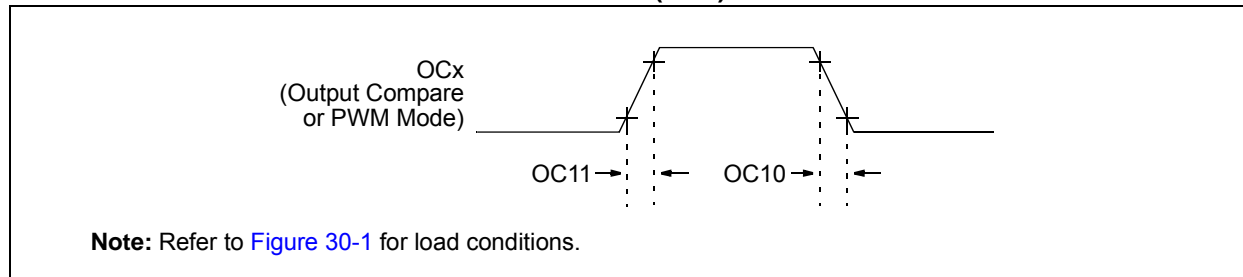 OCx
(Output Compare
or PWM Mode)
OC11
OC10
Note: Refer to Figure 30-1 for load conditions.